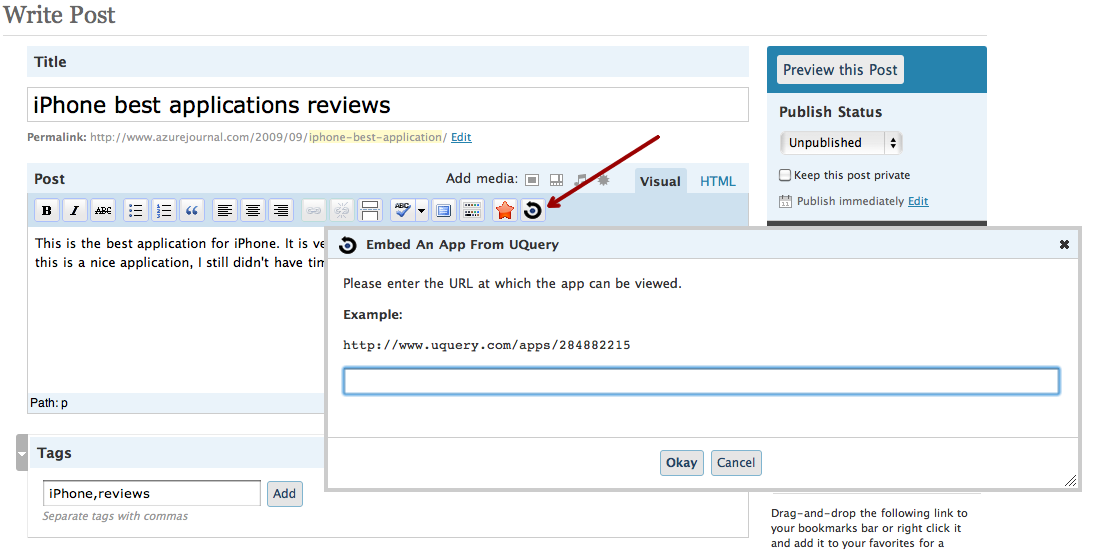 Write Post
Title
iPhone best applications reviews
Permalink: http://www.azurejournal.com/2009/09/iphone-best-application/ Edit
Post
Add media:
Visual
HTML
B I ABC
ABC
This is the best application for iPhone. It is ve
this is a nice application, I still didn't have tim
Path: p
Tags
iPhone,reviews
Add
Separate tags with commas
Embed An App From UQuery
Please enter the URL at which the app can be viewed.
Example:
http://www.uquery.com/apps/284882215
Okay
Cancel
Preview this Post
Publish Status
Unpublished
Keep this post private
Publish immediately Edit
Drag-and-drop the following link to
your bookmarks bar or right click it
and add it to your favorites for a